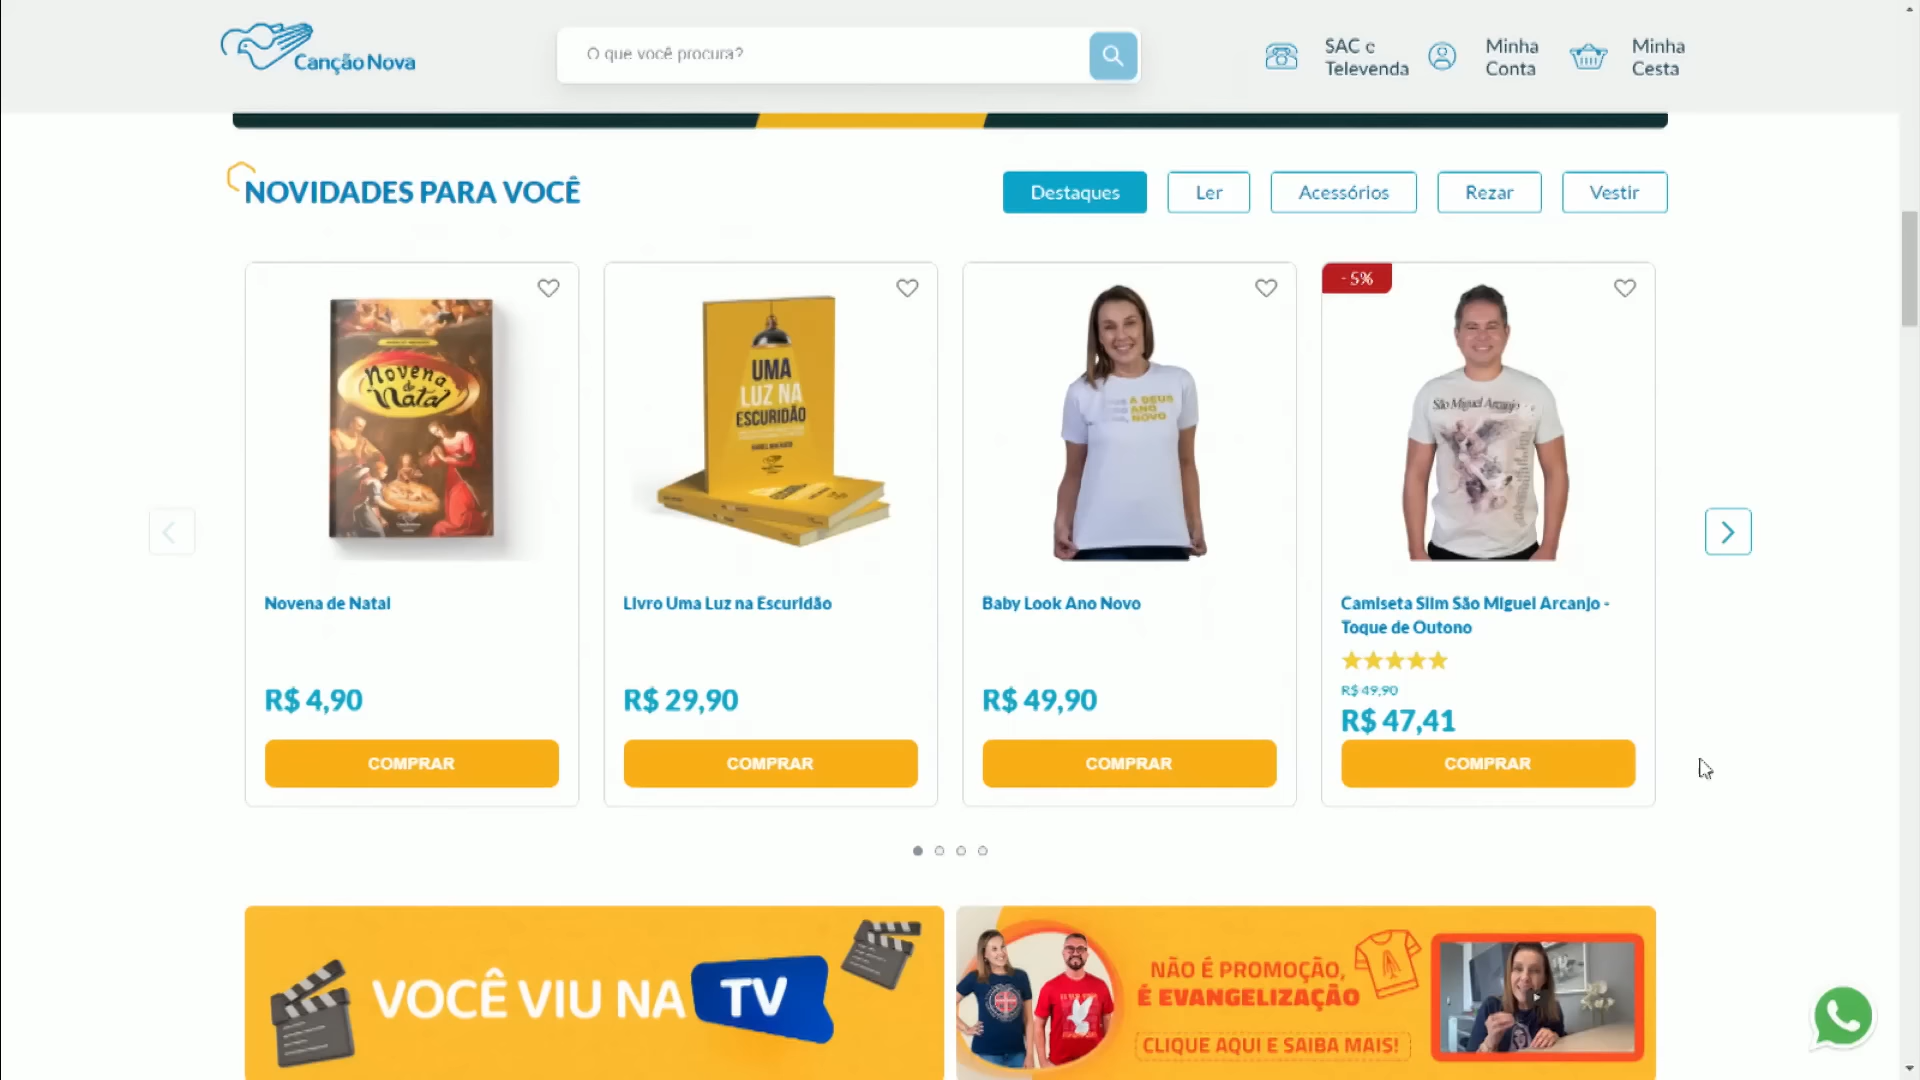 Canção Nova
O que você procura?
SAC e
Televenda
Minha
Conta
Minha
Cesta
NOVIDADES PARA VOCÊ
Destaques
Ler
Acessórios
Rezar
Vestir
- 5%
Novena
de
Natal
UMA
LUZ NA
ESCURIDÃO
A DEUS
ANO
NOVO
São Miguel Arcanjo
Novena de Natal
Livro Uma Luz na Escuridão
Baby Look Ano Novo
Camiseta Slim São Miguel Arcanjo -
Toque de Outono
R$ 49,90
R$ 4,90
R$ 29,90
R$ 49,90
R$ 47,41
COMPRAR
COMPRAR
COMPRAR
COMPRAR
VOCÊ VIU NA TV
NÃO É PROMOÇÃO,
É EVANGELIZAÇÃO
CLIQUE AQUI E SAIBA MAIS!